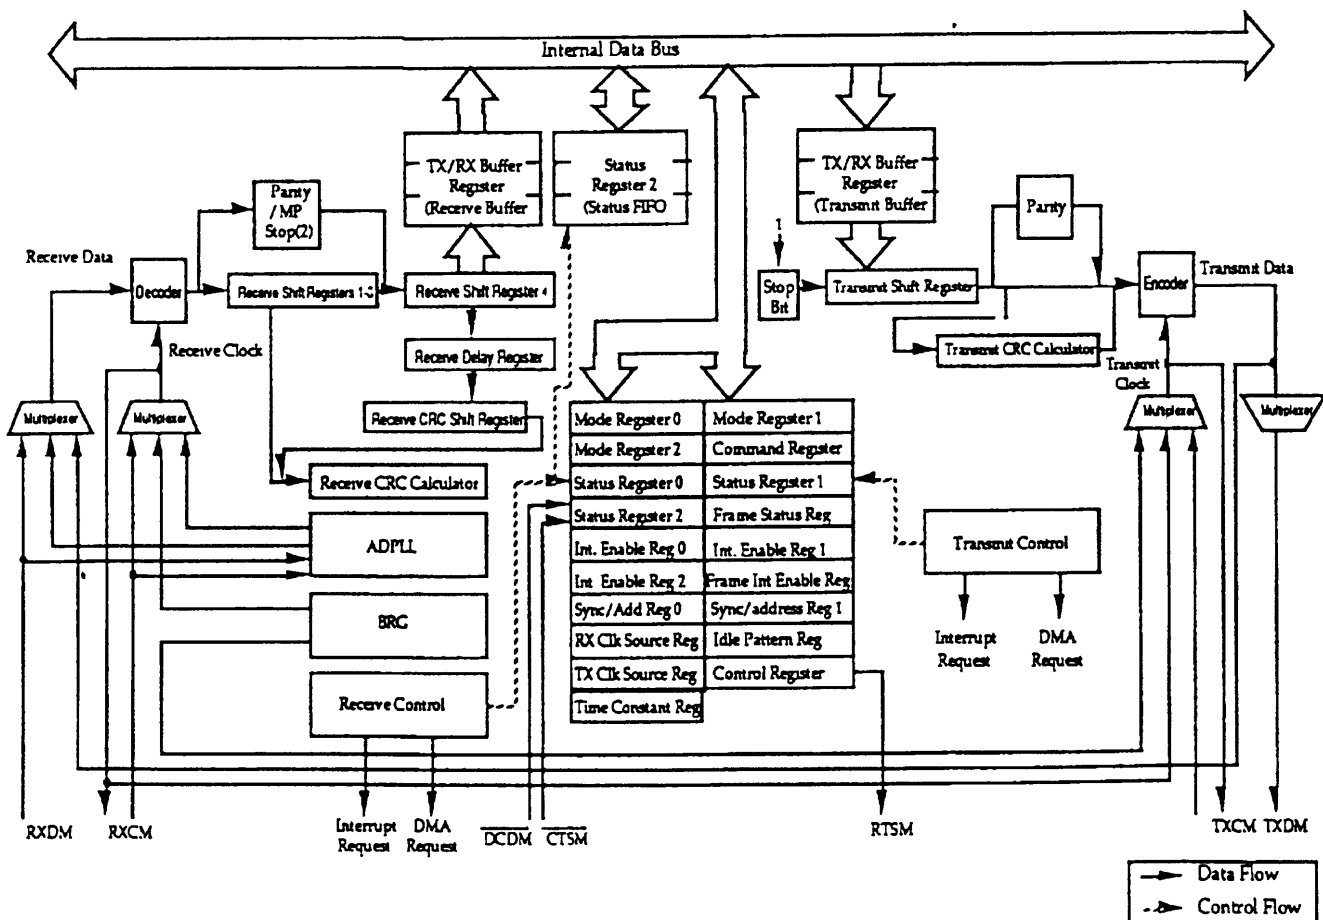 Internal Data Bus
TX/RX Buffer
Register
(Receive Buffer
Status
Register 2
(Status FIFO
TX/RX Buffer
Register
(Transmit Buffer
Parity
/ MP
Stop(2)
Parity
1
Receive Data
Decoder
Receive Shift Registers 1-3
Receive Shift Register 4
Stop
Bit
Transmit Shift Register
Encoder
Transmit Data
Receive Clock
Receive Delay Register
Transmit CRC Calculator
Transmit
Clock
Multiplexer
Multiplexer
Receive CRC Shift Register
Multiplexer
Multiplexer
Mode Register 0
Mode Register 1
Mode Register 2
Command Register
Receive CRC Calculator
Status Register 0
Status Register 1
Status Register 2
Frame Status Reg
ADPLL
Int. Enable Reg 0
Int. Enable Reg 1
Transmit Control
Int Enable Reg 2
Frame Int Enable Reg
BRG
Sync/Add Reg 0
Sync/address Reg 1
RX Clk Source Reg
Idle Pattern Reg
Interrupt
Request
DMA
Request
TX Clk Source Reg
Control Register
Receive Control
Time Constant Reg
RXDM
RXCM
Interrupt
Request
DMA
Request
DCDM
CTSM
RTSM
TXCM
TXDM
Data Flow
Control Flow